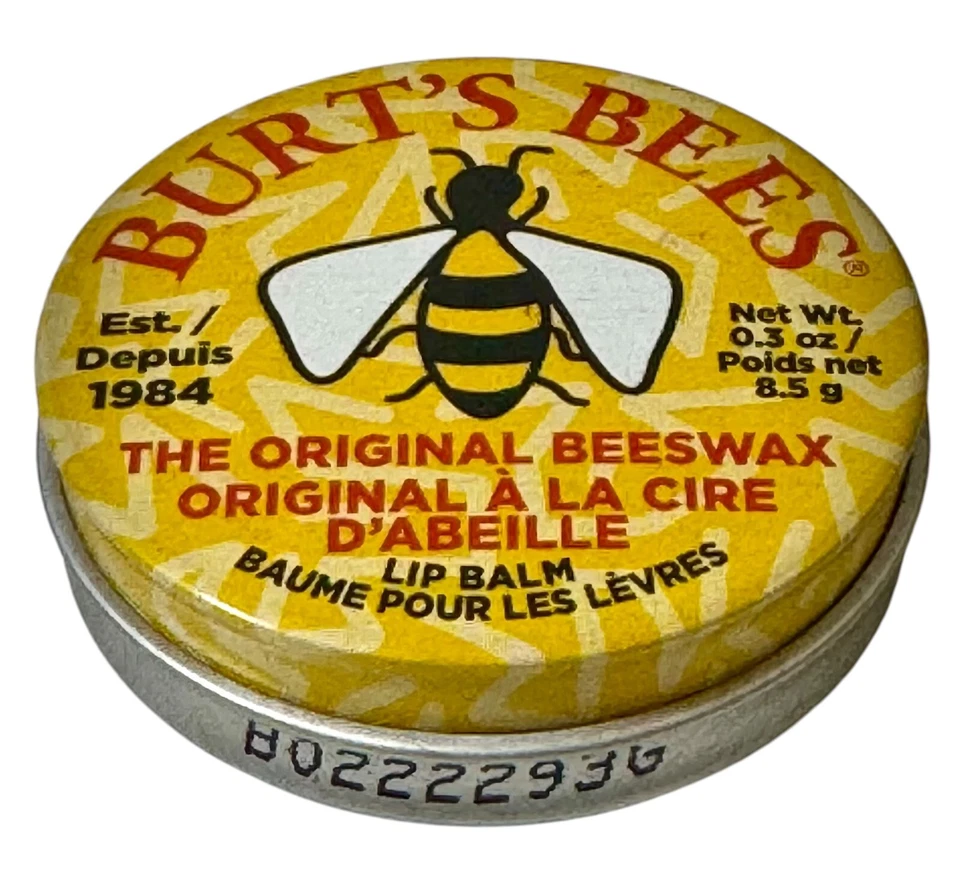 BURT'S BEES®
Est. /
Depuis
1984
Net Wt.
0.3 oz /
Poids net
8.5 g
THE ORIGINAL BEESWAX
ORIGINAL À LA CIRE
D'ABEILLE
LIP BALM
BAUME POUR LES LÈVRES